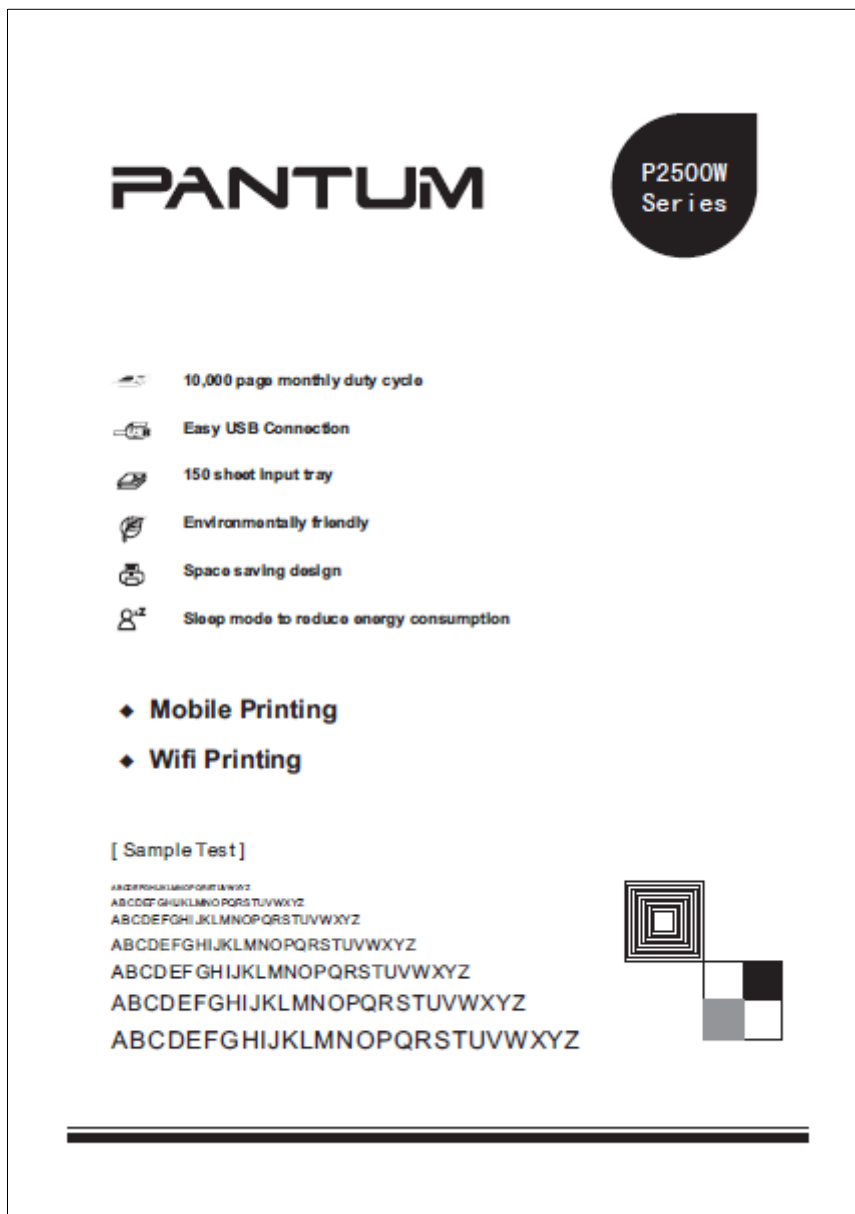 PANTUM
P2500W
Series
10,000 page monthly duty cycle
Easy USB Connection
150 sheet input tray
Environmentally friendly
Space saving design
Sleep mode to reduce energy consumption
Mobile Printing
Wifi Printing
[ Sample Test ]
ABCDEFGHIJKLMNOPQRSTUVWXYZ
ABCDEFGHIJKLMNOPQRSTUVWXYZ
ABCDEFGHIJKLMNOPQRSTUVWXYZ
ABCDEFGHIJKLMNOPQRSTUVWXYZ
ABCDEFGHIJKLMNOPQRSTUVWXYZ
ABCDEFGHIJKLMNOPQRSTUVWXYZ
ABCDEFGHIJKLMNOPQRSTUVWXYZ